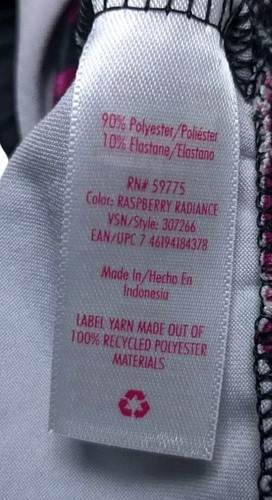 90% Polyester/Poliéster
10% Elastane/Elastano
RN# 59775
Color: RASPBERRY RADIANCE
VSN/Style: 307266
EAN/UPC 7 46194184378
Made In/Hecho En
Indonesia
LABEL YARN MADE OUT OF
100% RECYCLED POLYESTER
MATERIALS